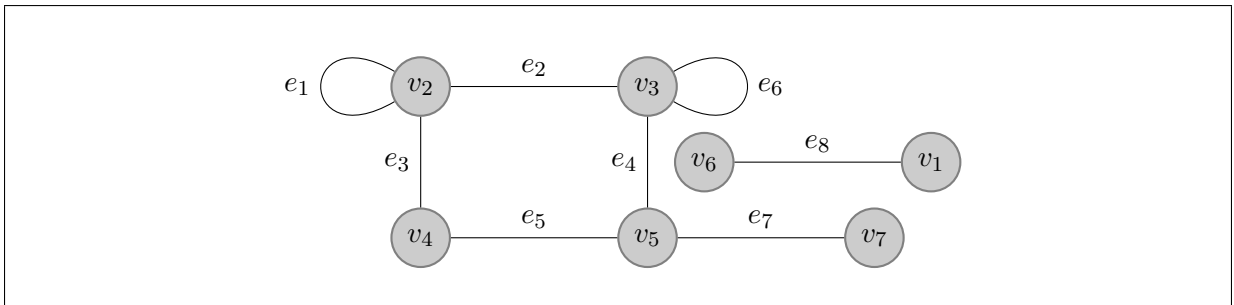 e₂
e₁ v₂ v₃ e₆
e₈
e₃ e₄ v₆ v₁
e₅ e₇
v₄ v₅ v₇